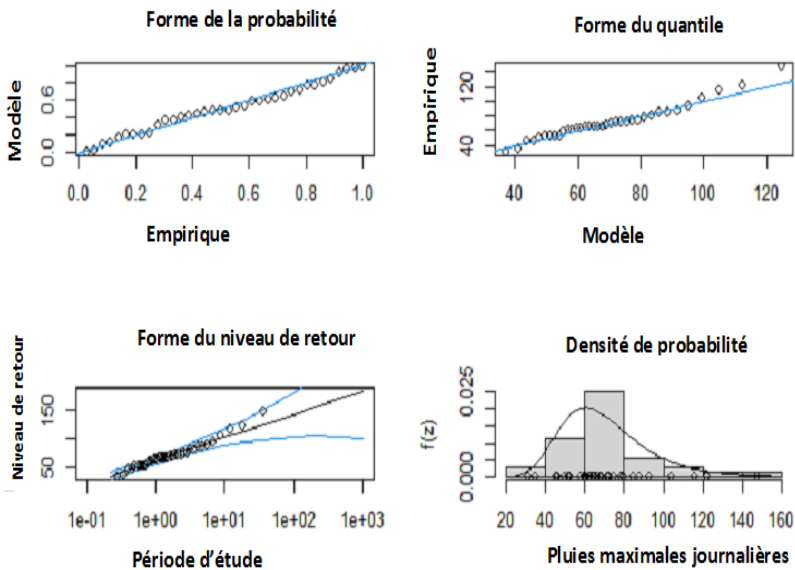 Forme de la probabilité
Modèle
0.0 0.6
0.0 0.2 0.4 0.6 0.8 1.0
Empirique
Forme du quantile
Empirique
40 120
40 60 80 100 120
Modèle
Forme du niveau de retour
Niveau de retour
50 150
1e-01 1e+00 1e+01 1e+02 1e+03
Période d'étude
Densité de probabilité
f(z)
0.000 0.025
20 40 60 80 100 120 140 160
Pluies maximales journalières